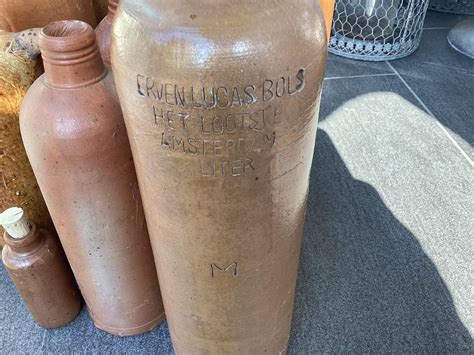 ERVEN LUCAS BOLS
HET LOOTSJE
AMSTERDAM
LITER
M